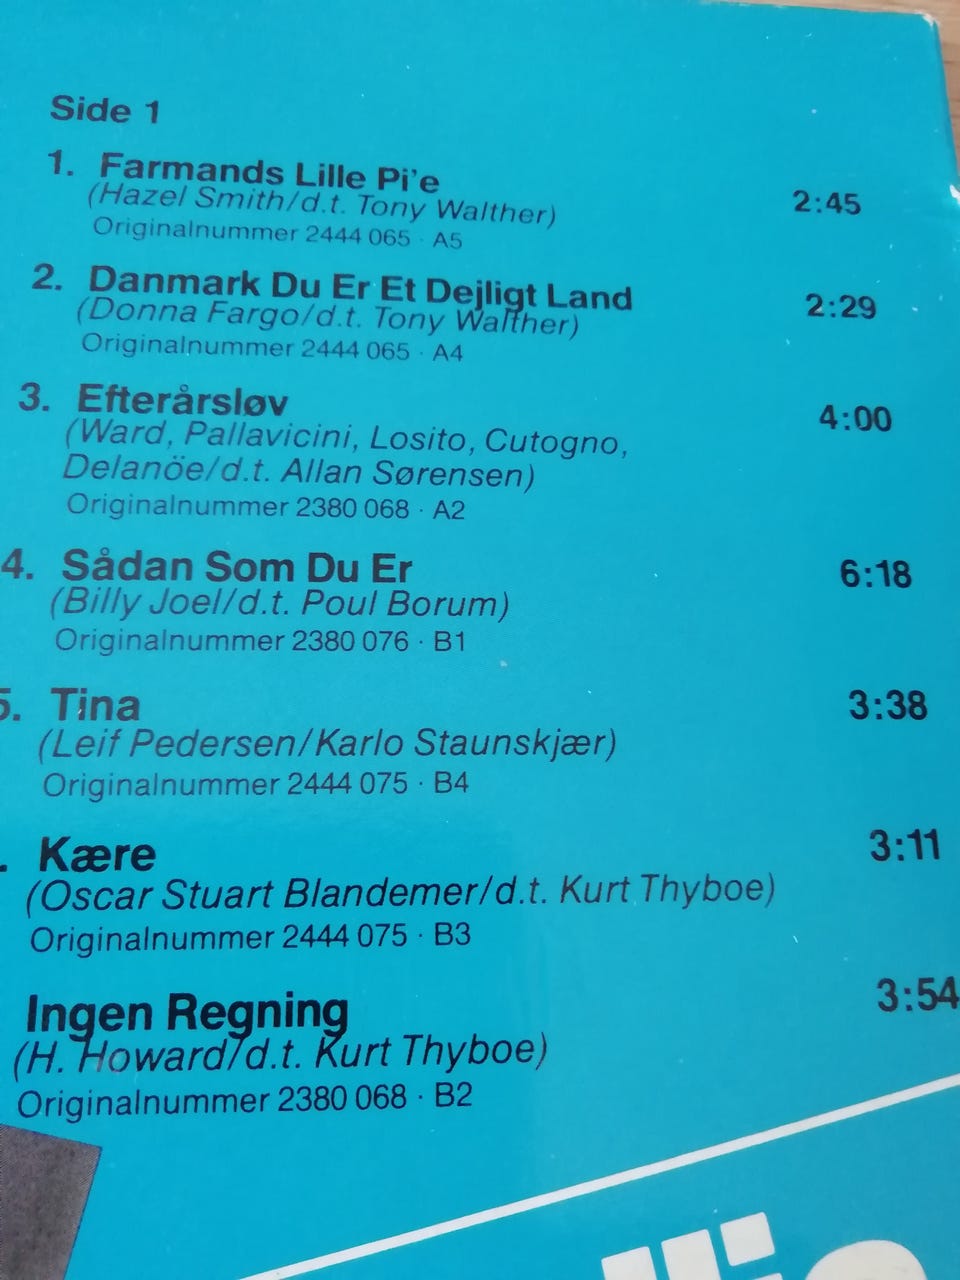 Side 1
1. Farmands Lille Pi'e 2:45
(Hazel Smith/d.t. Tony Walther)
Originalnummer 2444 065 · A5
2. Danmark Du Er Et Dejligt Land 2:29
(Donna Fargo/d.t. Tony Walther)
Originalnummer 2444 065 · A4
3. Efterårsløv 4:00
(Ward, Pallavicini, Losito, Cutogno,
Delanöe/d.t. Allan Sørensen)
Originalnummer 2380 068 · A2
4. Sådan Som Du Er 6:18
(Billy Joel/d.t. Poul Borum)
Originalnummer 2380 076 · B1
5. Tina 3:38
(Leif Pedersen/Karlo Staunskjær)
Originalnummer 2444 075 · B4
. Kære 3:11
(Oscar Stuart Blandemer/d.t. Kurt Thyboe)
Originalnummer 2444 075 · B3
Ingen Regning 3:54
(H. Howard/d.t. Kurt Thyboe)
Originalnummer 2380 068 · B2